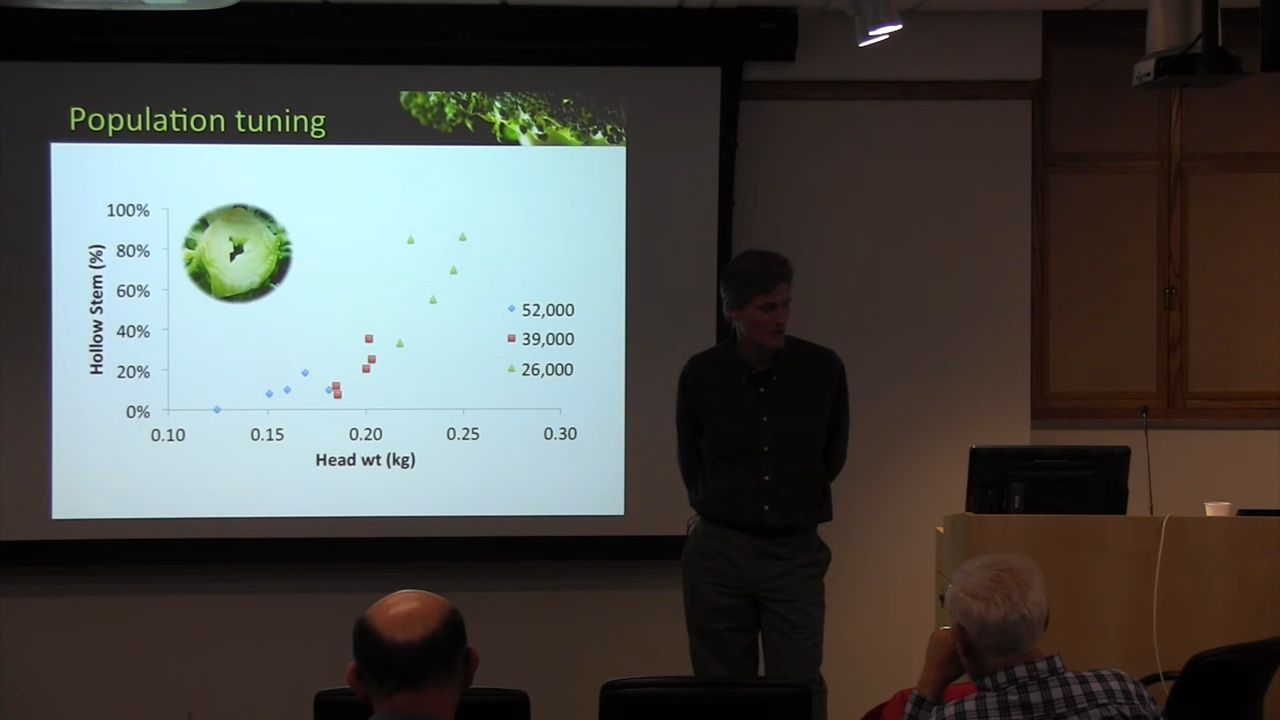 Population tuning
100%
80%
60%
40%
20%
0%
Hollow Stem (%)
52,000
39,000
26,000
0.10 0.15 0.20 0.25 0.30
Head wt (kg)